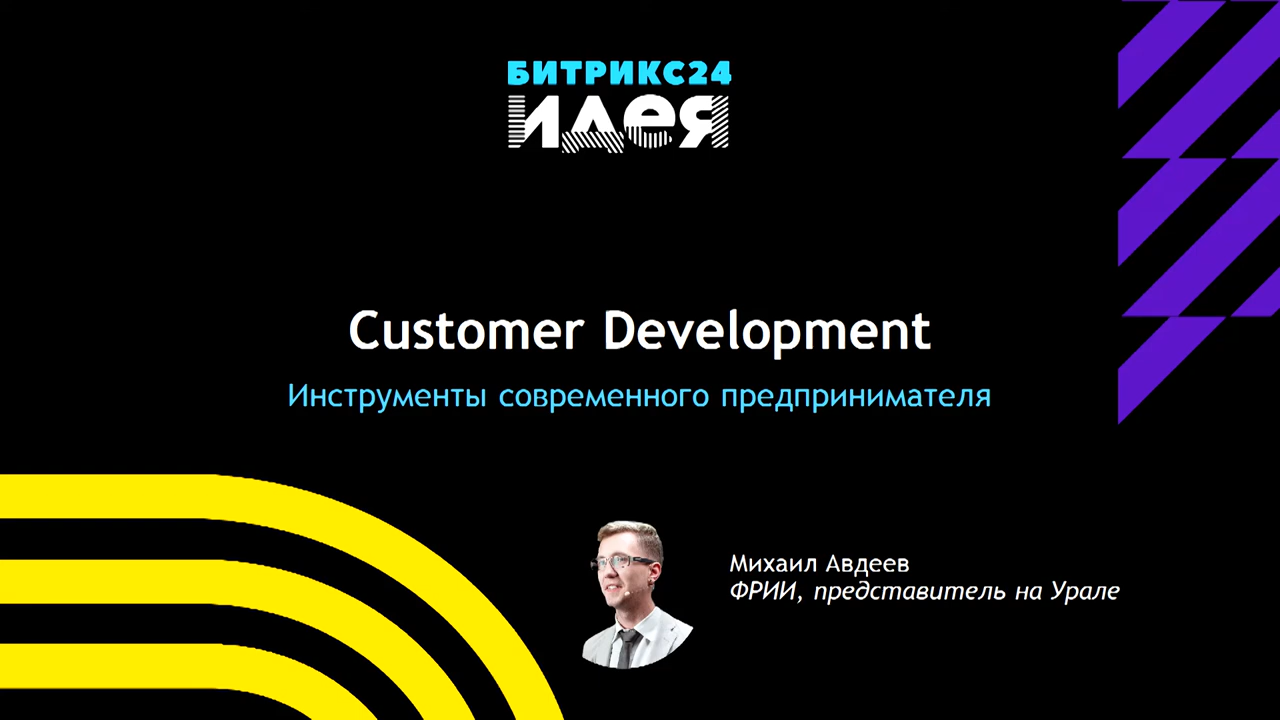 БИТРИКС24
идея
Customer Development
Инструменты современного предпринимателя
Михаил Авдеев
ФРИИ, представитель на Урале